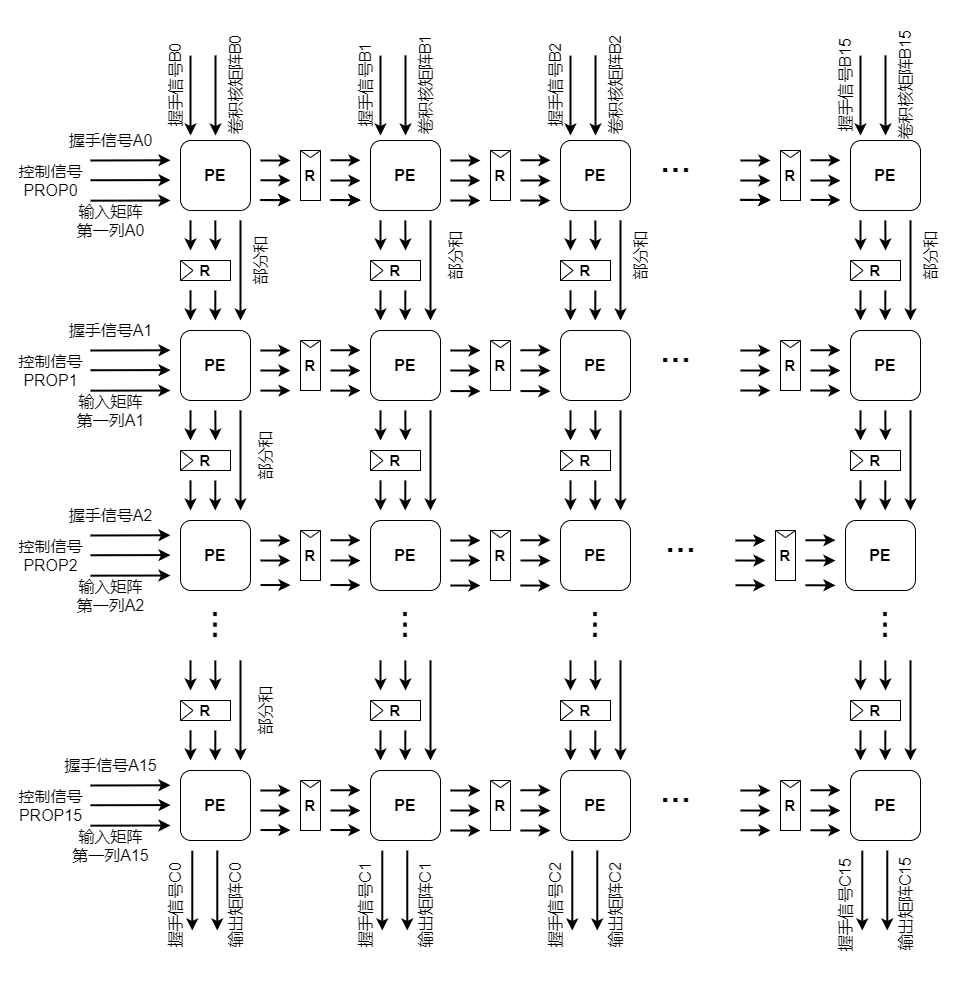 握手信号B0
卷积核矩阵B0
握手信号B1
卷积核矩阵B1
握手信号B2
卷积核矩阵B2
握手信号B15
卷积核矩阵B15
握手信号A0
控制信号
PROP0
输入矩阵
第一列A0
PE
R
PE
R
PE
...
R
PE
R
部分和
R
部分和
R
部分和
R
部分和
握手信号A1
控制信号
PROP1
输入矩阵
第一列A1
PE
R
PE
R
PE
...
R
PE
R
部分和
R
R
R
握手信号A2
控制信号
PROP2
输入矩阵
第一列A2
PE
R
PE
R
PE
...
R
PE
...
...
...
...
R
部分和
R
R
R
握手信号A15
控制信号
PROP15
输入矩阵
第一列A15
PE
R
PE
R
PE
...
R
PE
握手信号C0
输出矩阵C0
握手信号C1
输出矩阵C1
握手信号C2
输出矩阵C2
握手信号C15
输出矩阵C15